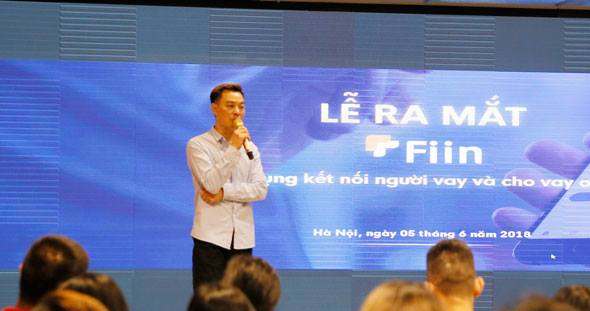 LỄ RA MẮT
Fiin
kết nối người vay và cho vay
Hà Nội, ngày 05 tháng 6 năm 2018